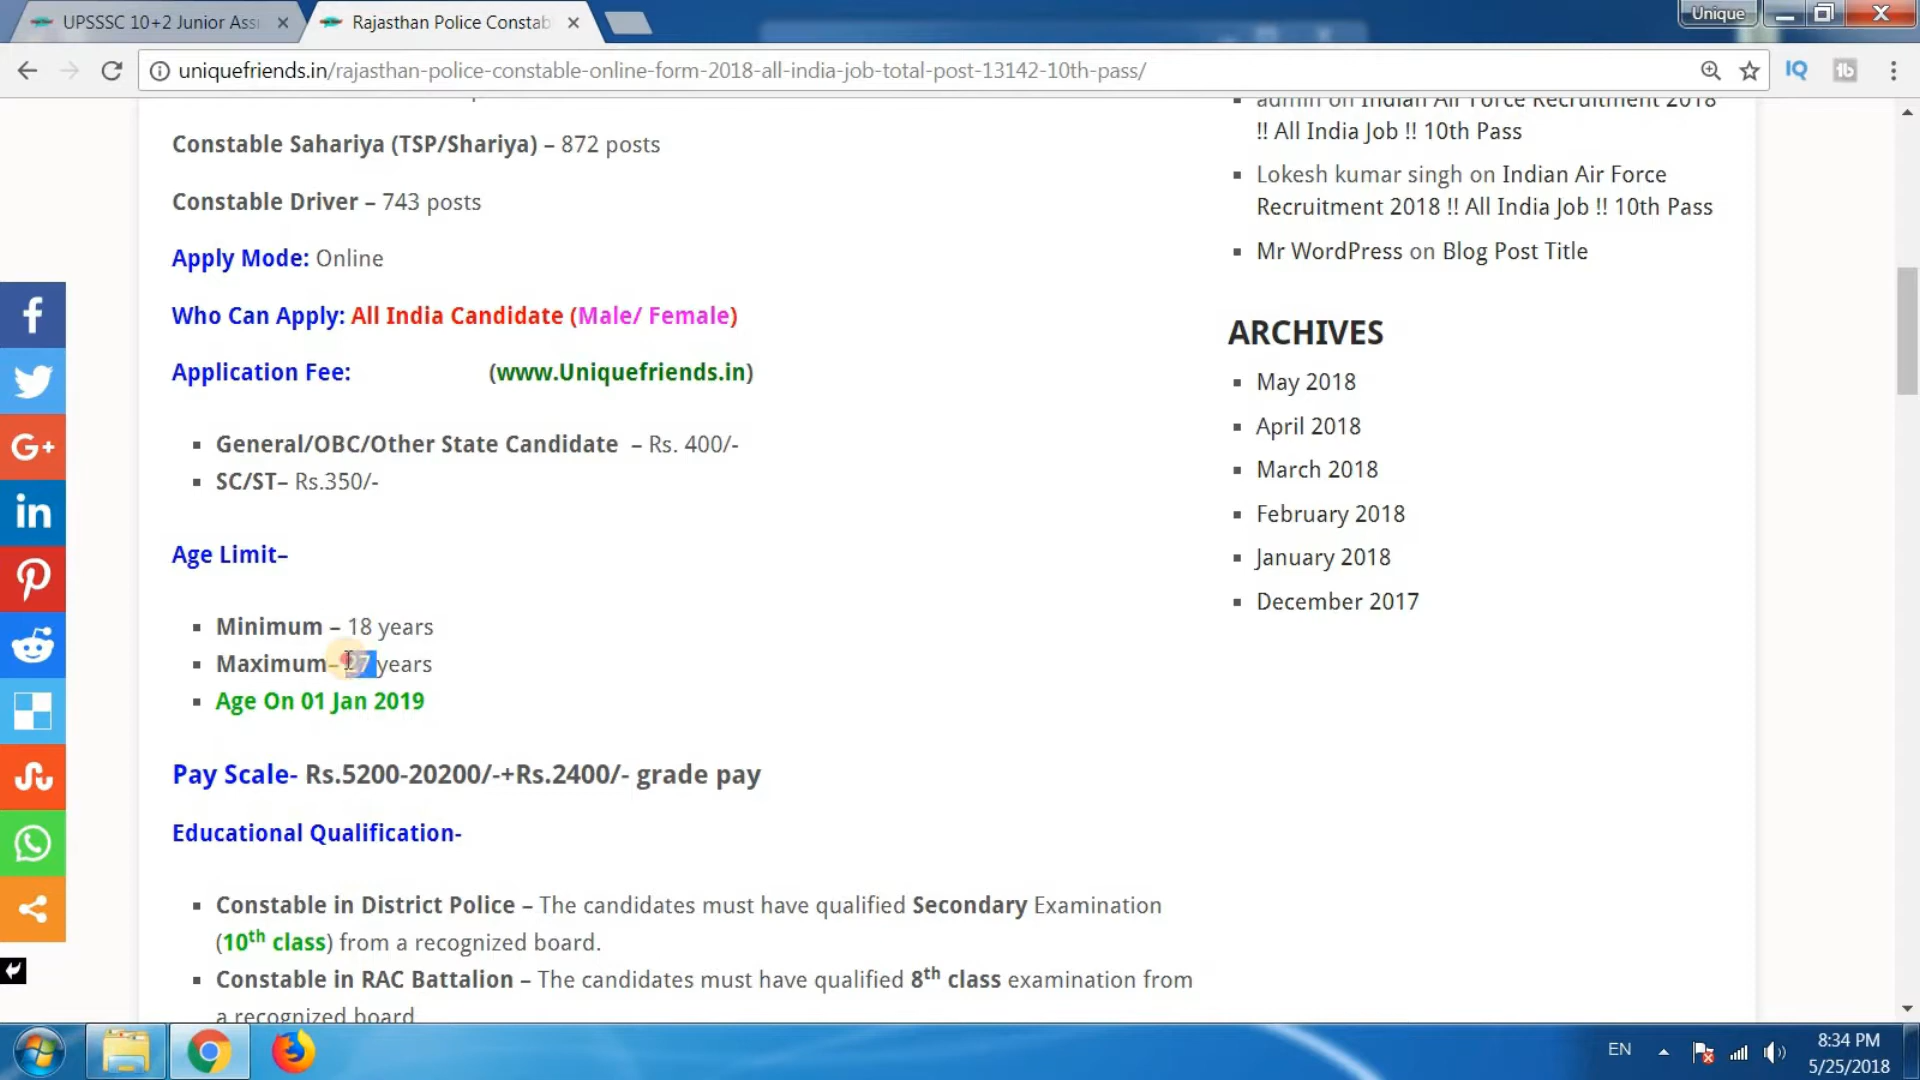 UPSSSC 10+2 Junior Assi
Rajasthan Police Constab
Unique
uniquefriends.in/rajasthan-police-constable-online-form-2018-all-india-job-total-post-13142-10th-pass/
Constable Sahariya (TSP/Shariya) – 872 posts
Constable Driver – 743 posts
Apply Mode: Online
Who Can Apply: All India Candidate (Male/ Female)
Application Fee: (www.Uniquefriends.in)
General/OBC/Other State Candidate – Rs. 400/-
SC/ST– Rs.350/-
Age Limit–
Minimum – 18 years
Maximum– 27 years
Age On 01 Jan 2019
Pay Scale- Rs.5200-20200/-+Rs.2400/- grade pay
Educational Qualification-
Constable in District Police – The candidates must have qualified Secondary Examination
(10th class) from a recognized board.
Constable in RAC Battalion – The candidates must have qualified 8th class examination from
a recognized board
admin on Indian Air Force Recruitment 2018
!! All India Job !! 10th Pass
Lokesh kumar singh on Indian Air Force
Recruitment 2018 !! All India Job !! 10th Pass
Mr WordPress on Blog Post Title
ARCHIVES
May 2018
April 2018
March 2018
February 2018
January 2018
December 2017
EN
8:34 PM
5/25/2018